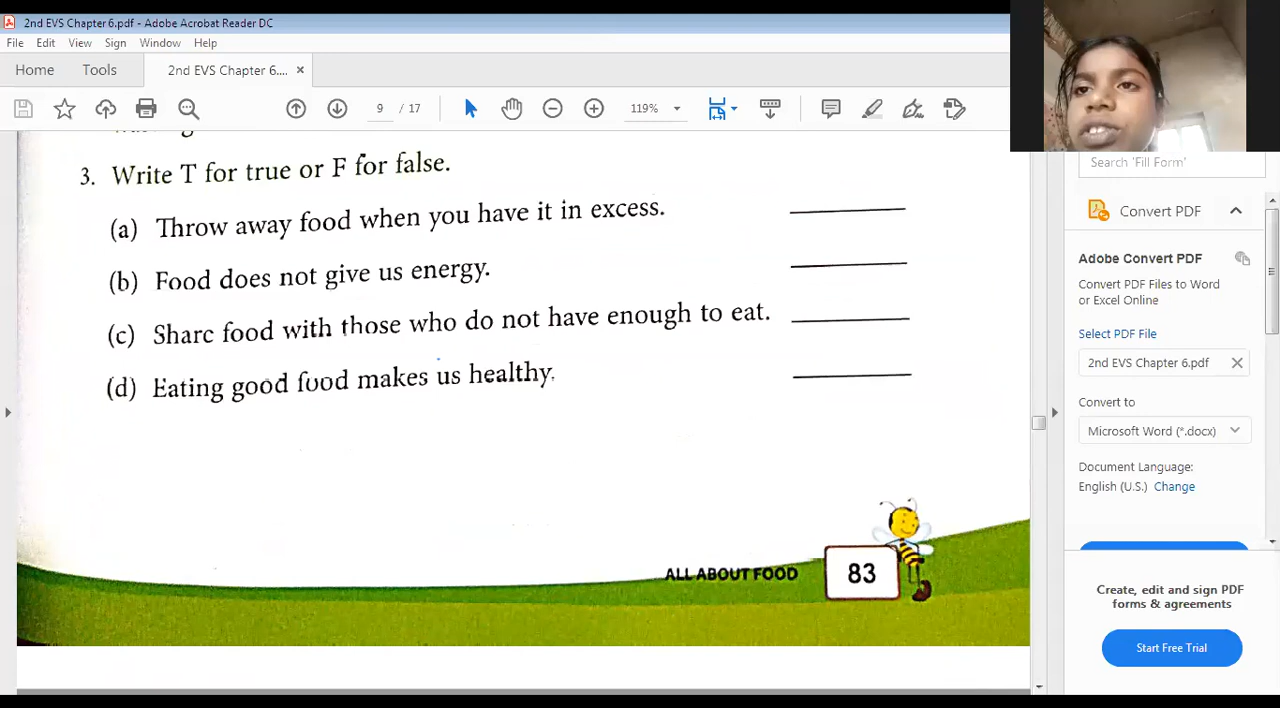 2nd EVS Chapter 6.pdf - Adobe Acrobat Reader DC
File Edit View Sign Window Help
Home Tools 2nd EVS Chapter 6.... ×
9 / 17 119%
3. Write T for true or F for false.
(a) Throw away food when you have it in excess.
(b) Food does not give us energy.
(c) Share food with those who do not have enough to eat.
(d) Eating good food makes us healthy.
ALL ABOUT FOOD 83
Search 'Fill Form'
Convert PDF
Adobe Convert PDF
Convert PDF Files to Word
or Excel Online
Select PDF File
2nd EVS Chapter 6.pdf
Convert to
Microsoft Word (*.docx)
Document Language:
English (U.S.) Change
Create, edit and sign PDF
forms & agreements
Start Free Trial